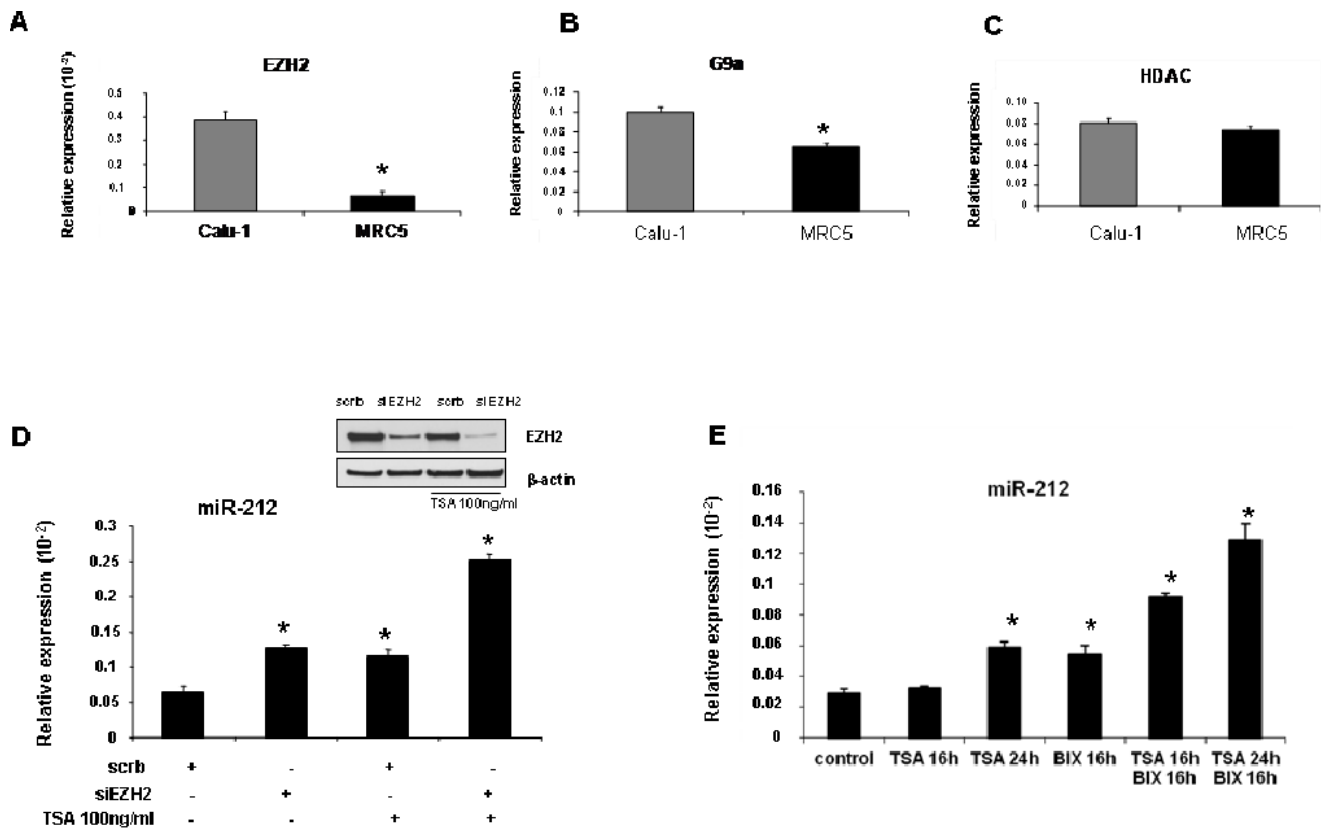 A
EZH2
Relative expression (10⁻²)
0.5
0.4
0.3
0.2
0.1
0
*
Calu-1 MRC5
B
G9a
Relative expression
0.12
0.1
0.08
0.06
0.04
0.02
0
*
Calu-1 MRC5
C
HDAC
Relative expression
0.10
0.08
0.06
0.04
0.02
0
Calu-1 MRC5
D
scrb siEZH2 scrb siEZH2
EZH2
β-actin
TSA 100ng/ml
miR-212
Relative expression (10⁻²)
0.3
0.25
0.2
0.15
0.1
0.05
0
* * *
scrb + - + -
siEZH2 - + - +
TSA 100ng/ml - - + +
E
miR-212
Relative expression (10⁻²)
0.16
0.14
0.12
0.1
0.08
0.06
0.04
0.02
0
* * * *
control TSA 16h TSA 24h BIX 16h TSA 16h TSA 24h
BIX 16h BIX 16h